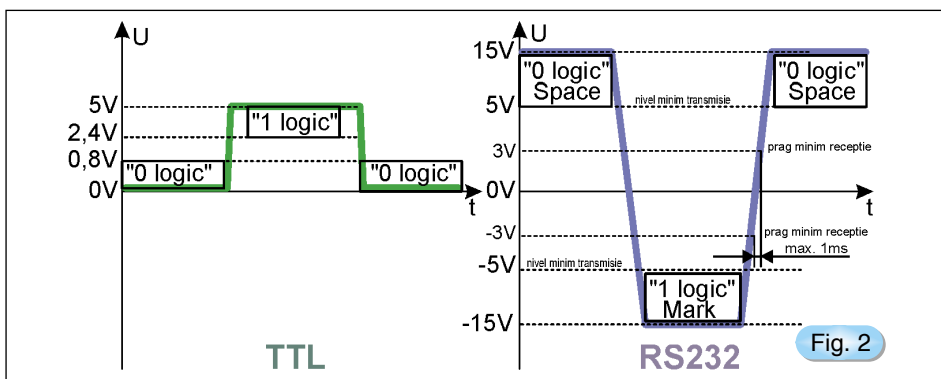 U
5V
2,4V
0,8V
0V
"1 logic"
"0 logic"
"0 logic"
t
TTL
U
15V
"0 logic"
Space
"0 logic"
Space
5V
nivel minim transmisie
3V
prag minim receptie
0V
t
-3V
prag minim receptie
max. 1ms
-5V
nivel minim transmisie
"1 logic"
Mark
-15V
RS232
Fig. 2